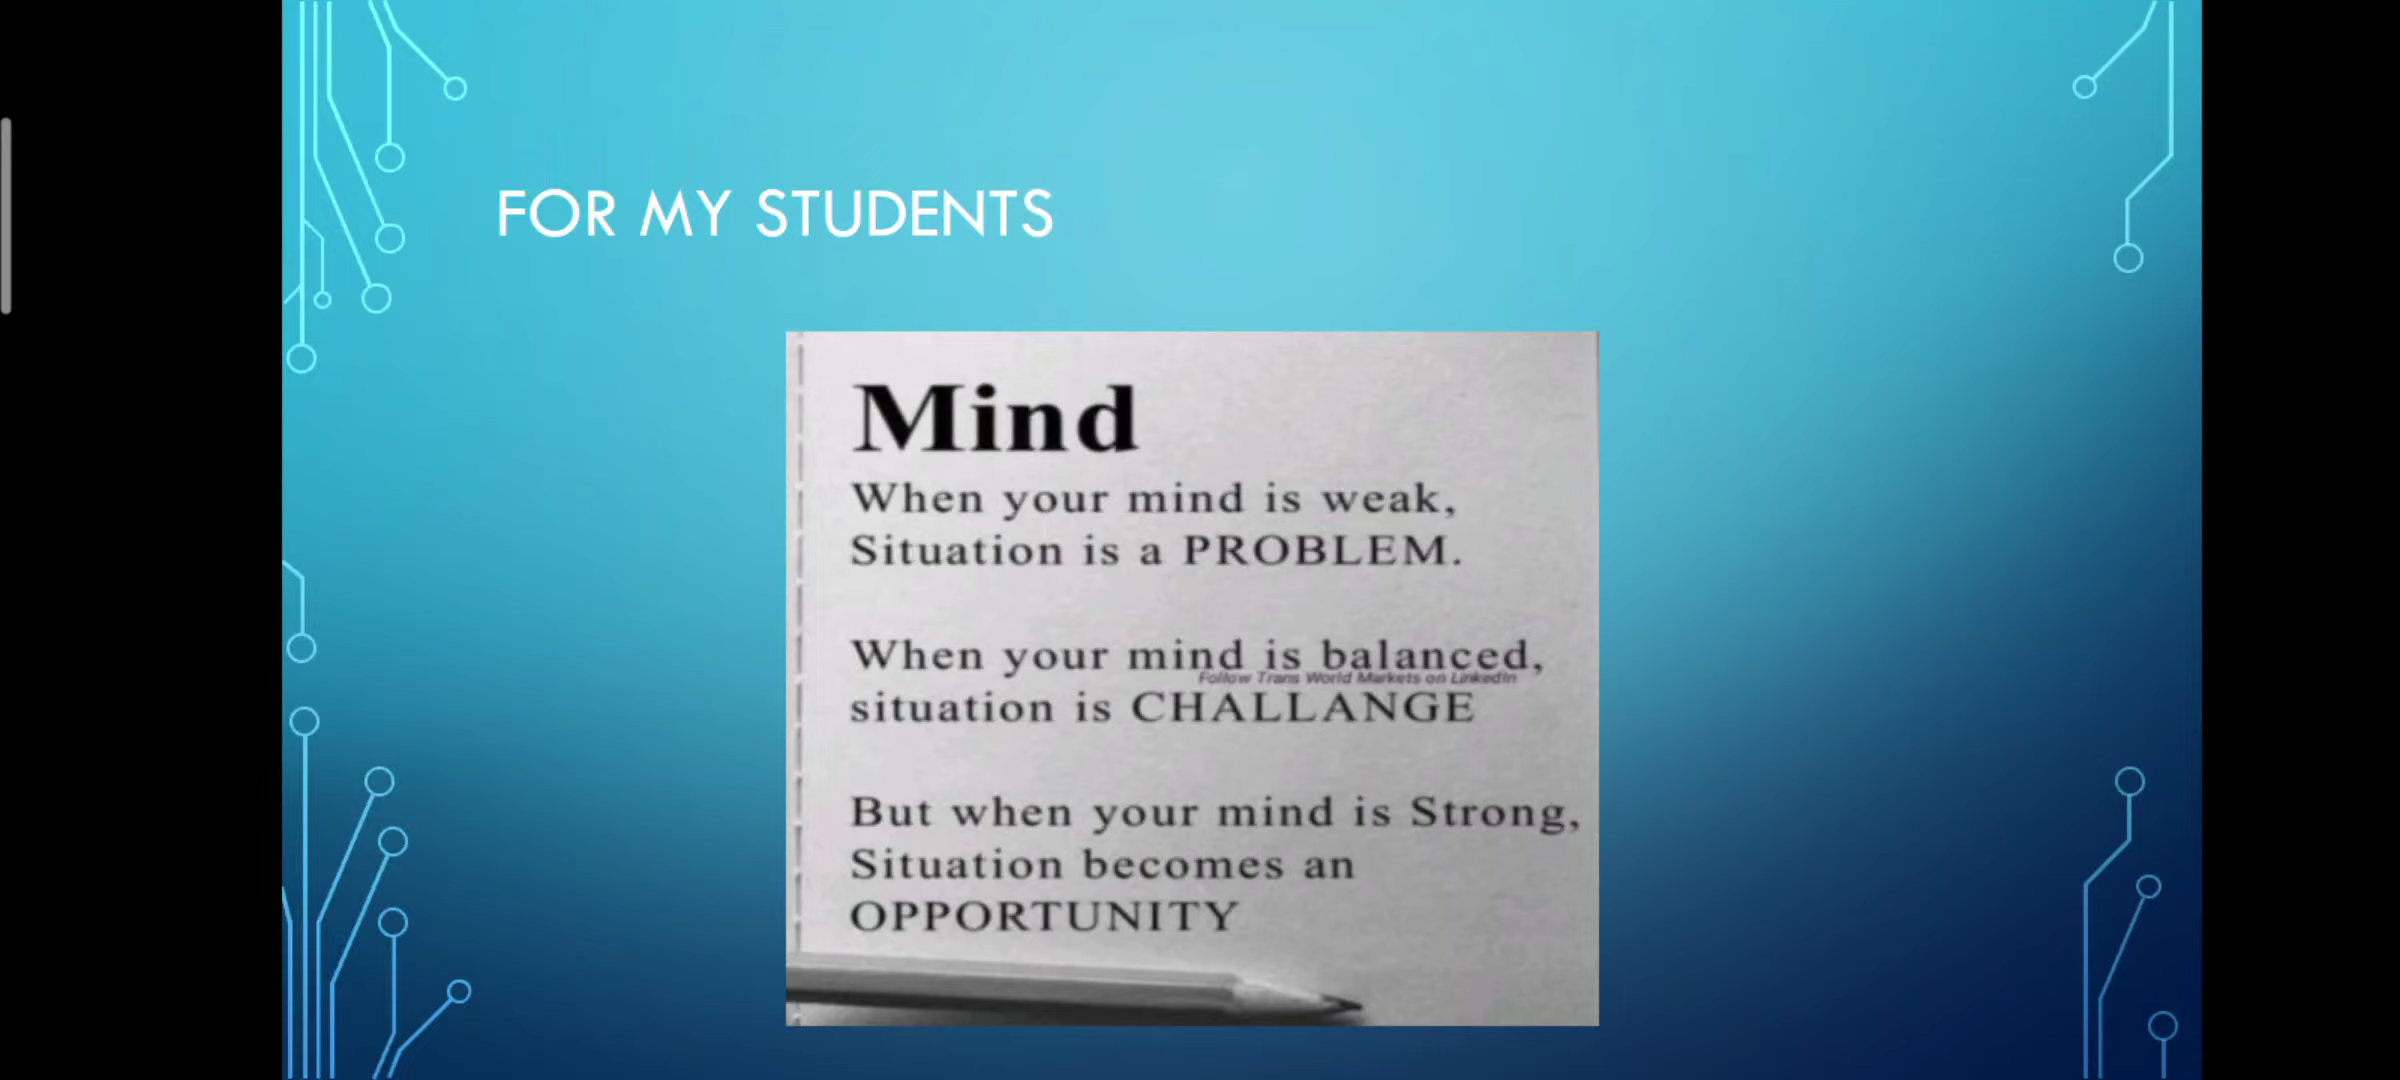 FOR MY STUDENTS
Mind
When your mind is weak,
Situation is a PROBLEM.
When your mind is balanced,
Follow Trans World Markets on LinkedIn
situation is CHALLANGE
But when your mind is Strong,
Situation becomes an
OPPORTUNITY